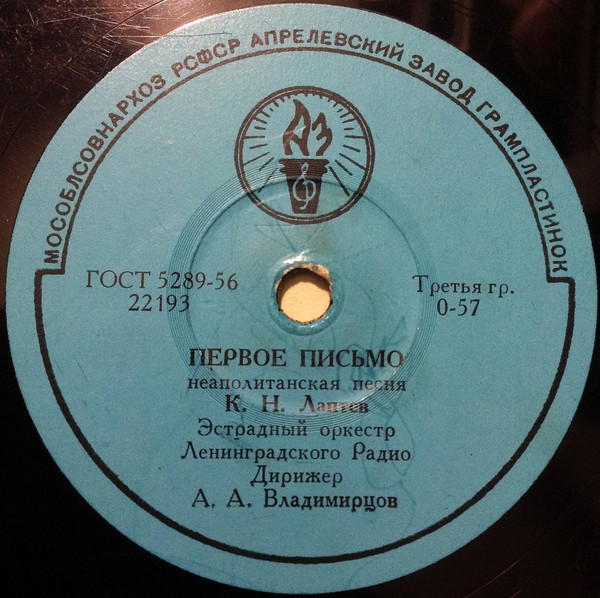 МОСОБЛСОВНАРХОЗ РСФСР АПРЕЛЕВСКИЙ ЗАВОД ГРАМПЛАСТИНОК
АЗ
ГОСТ 5289-56
22193
Третья гр.
0-57
ПЕРВОЕ ПИСЬМО
неаполитанская песня
К. Н. Лаптев
Эстрадный оркестр
Ленинградского Радио
Дирижер
А. А. Владимирцов